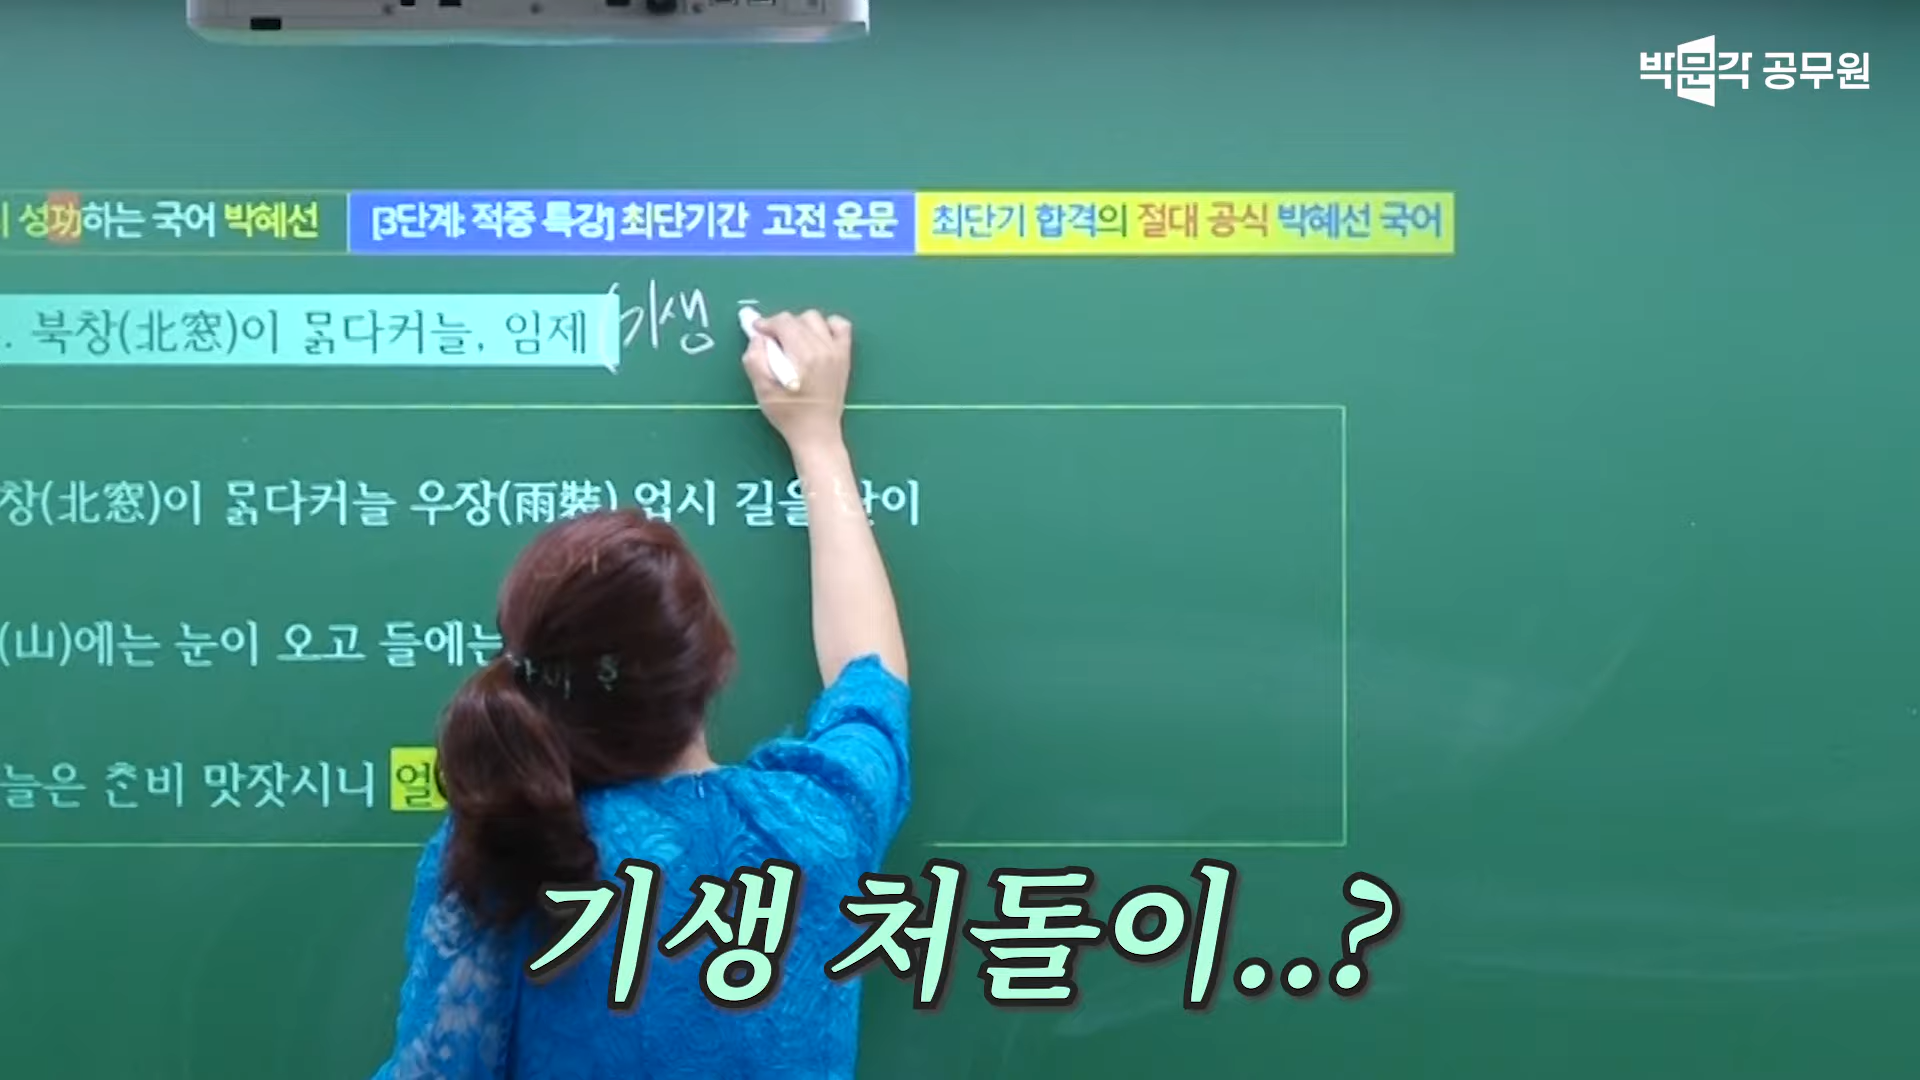 박문각 공무원
성功하는 국어 박혜선
[3단계: 적중 특강] 최단기간 고전 운문
최단기 합격의 절대 공식 박혜선 국어
. 북창(北窓)이 묽다커늘, 임제 (기생
창(北窓)이 묽다커늘 우장(雨裝) 업시 길을 난이
(山)에는 눈이 오고 들에는
늘은 츤비 맛잣시니 얼
기생 처돌이..?